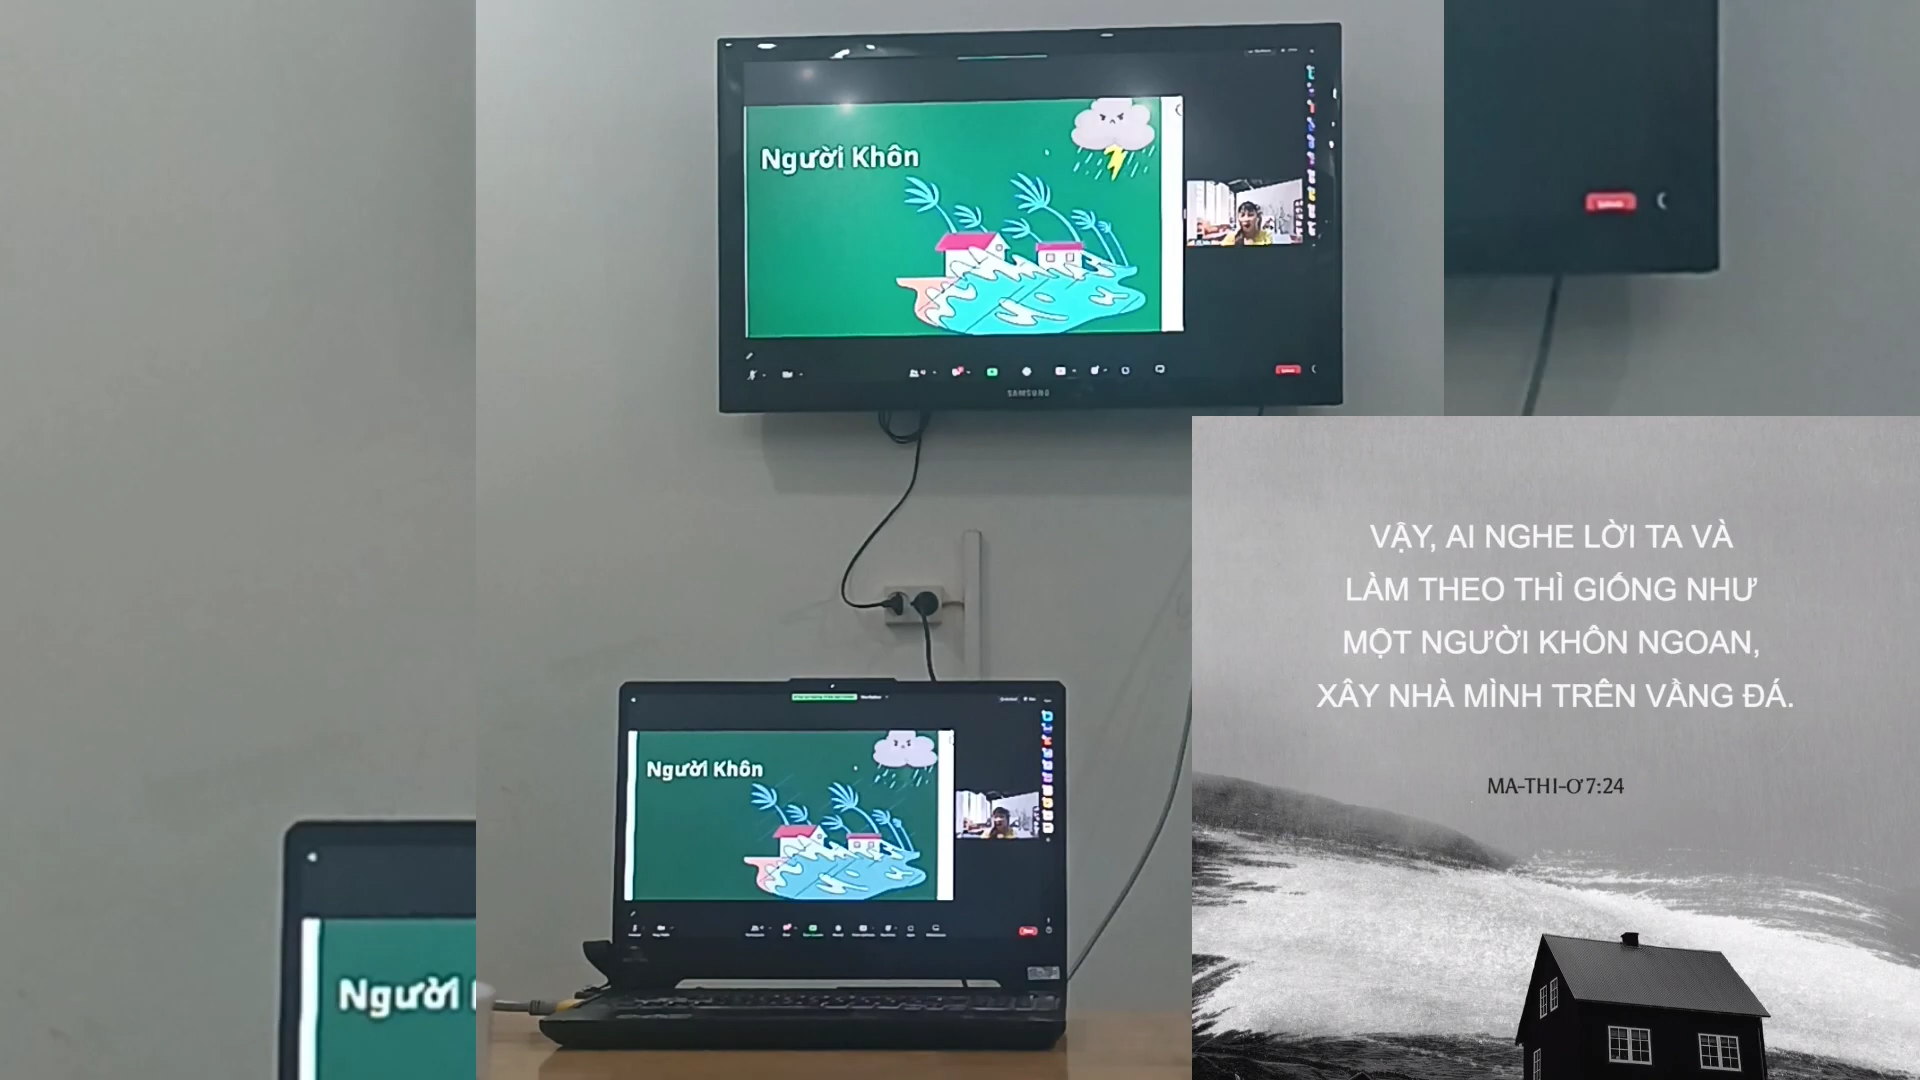 Người Khôn
SAMSUNG
Người Khôn
Người
VẬY, AI NGHE LỜI TA VÀ
LÀM THEO THÌ GIỐNG NHƯ
MỘT NGƯỜI KHÔN NGOAN,
XÂY NHÀ MÌNH TRÊN VẦNG ĐÁ.
MA-THI-Ơ 7:24